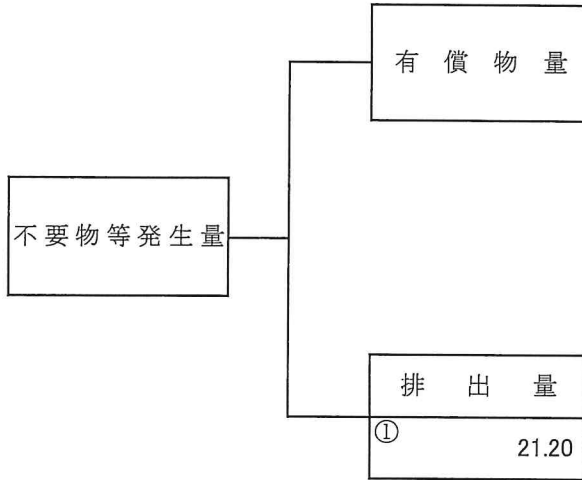 有償物量
不要物等発生量
排出量
①
21.20